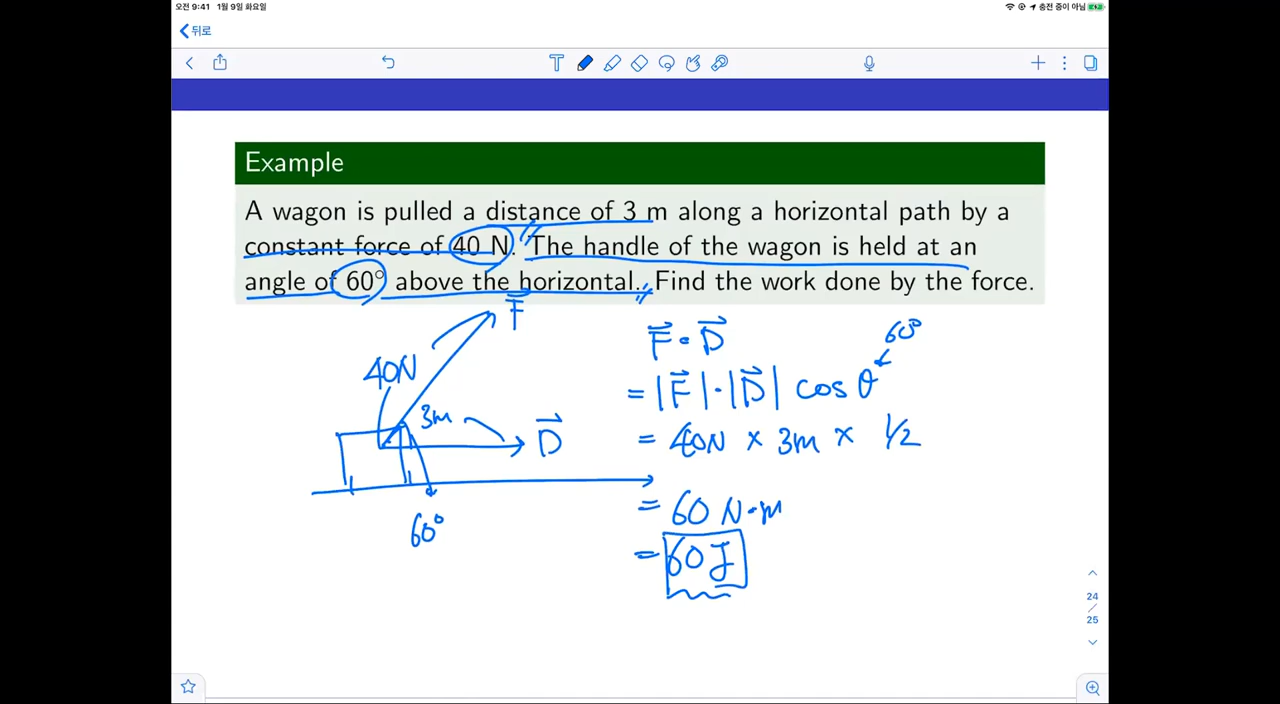 오전 9:41 1월 9일 화요일
충전 중이 아님
뒤로
Example
A wagon is pulled a distance of 3 m along a horizontal path by a
constant force of 40 N. The handle of the wagon is held at an
angle of 60° above the horizontal.. Find the work done by the force.
F⃗
40N
3m
D⃗
60°
F⃗ · D⃗
60°
= |F⃗| · |D⃗| cos θ
= 40N × 3m × 1/2
= 60 N·m
= 60 J
24
/
25